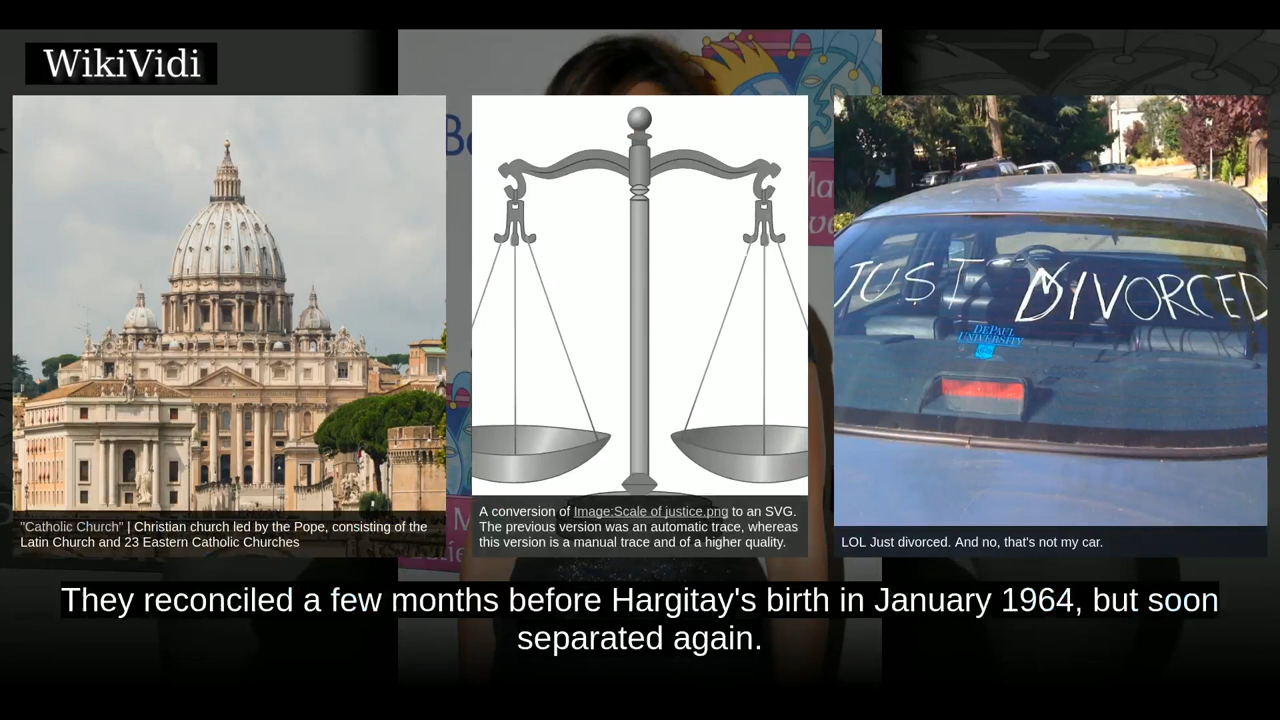 WikiVidi
"Catholic Church" | Christian church led by the Pope, consisting of the
Latin Church and 23 Eastern Catholic Churches
A conversion of Image:Scale of justice.png to an SVG.
The previous version was an automatic trace, whereas
this version is a manual trace and of a higher quality.
JUST DIVORCED
DEPAUL
UNIVERSITY
LOL Just divorced. And no, that's not my car.
They reconciled a few months before Hargitay's birth in January 1964, but soon
separated again.